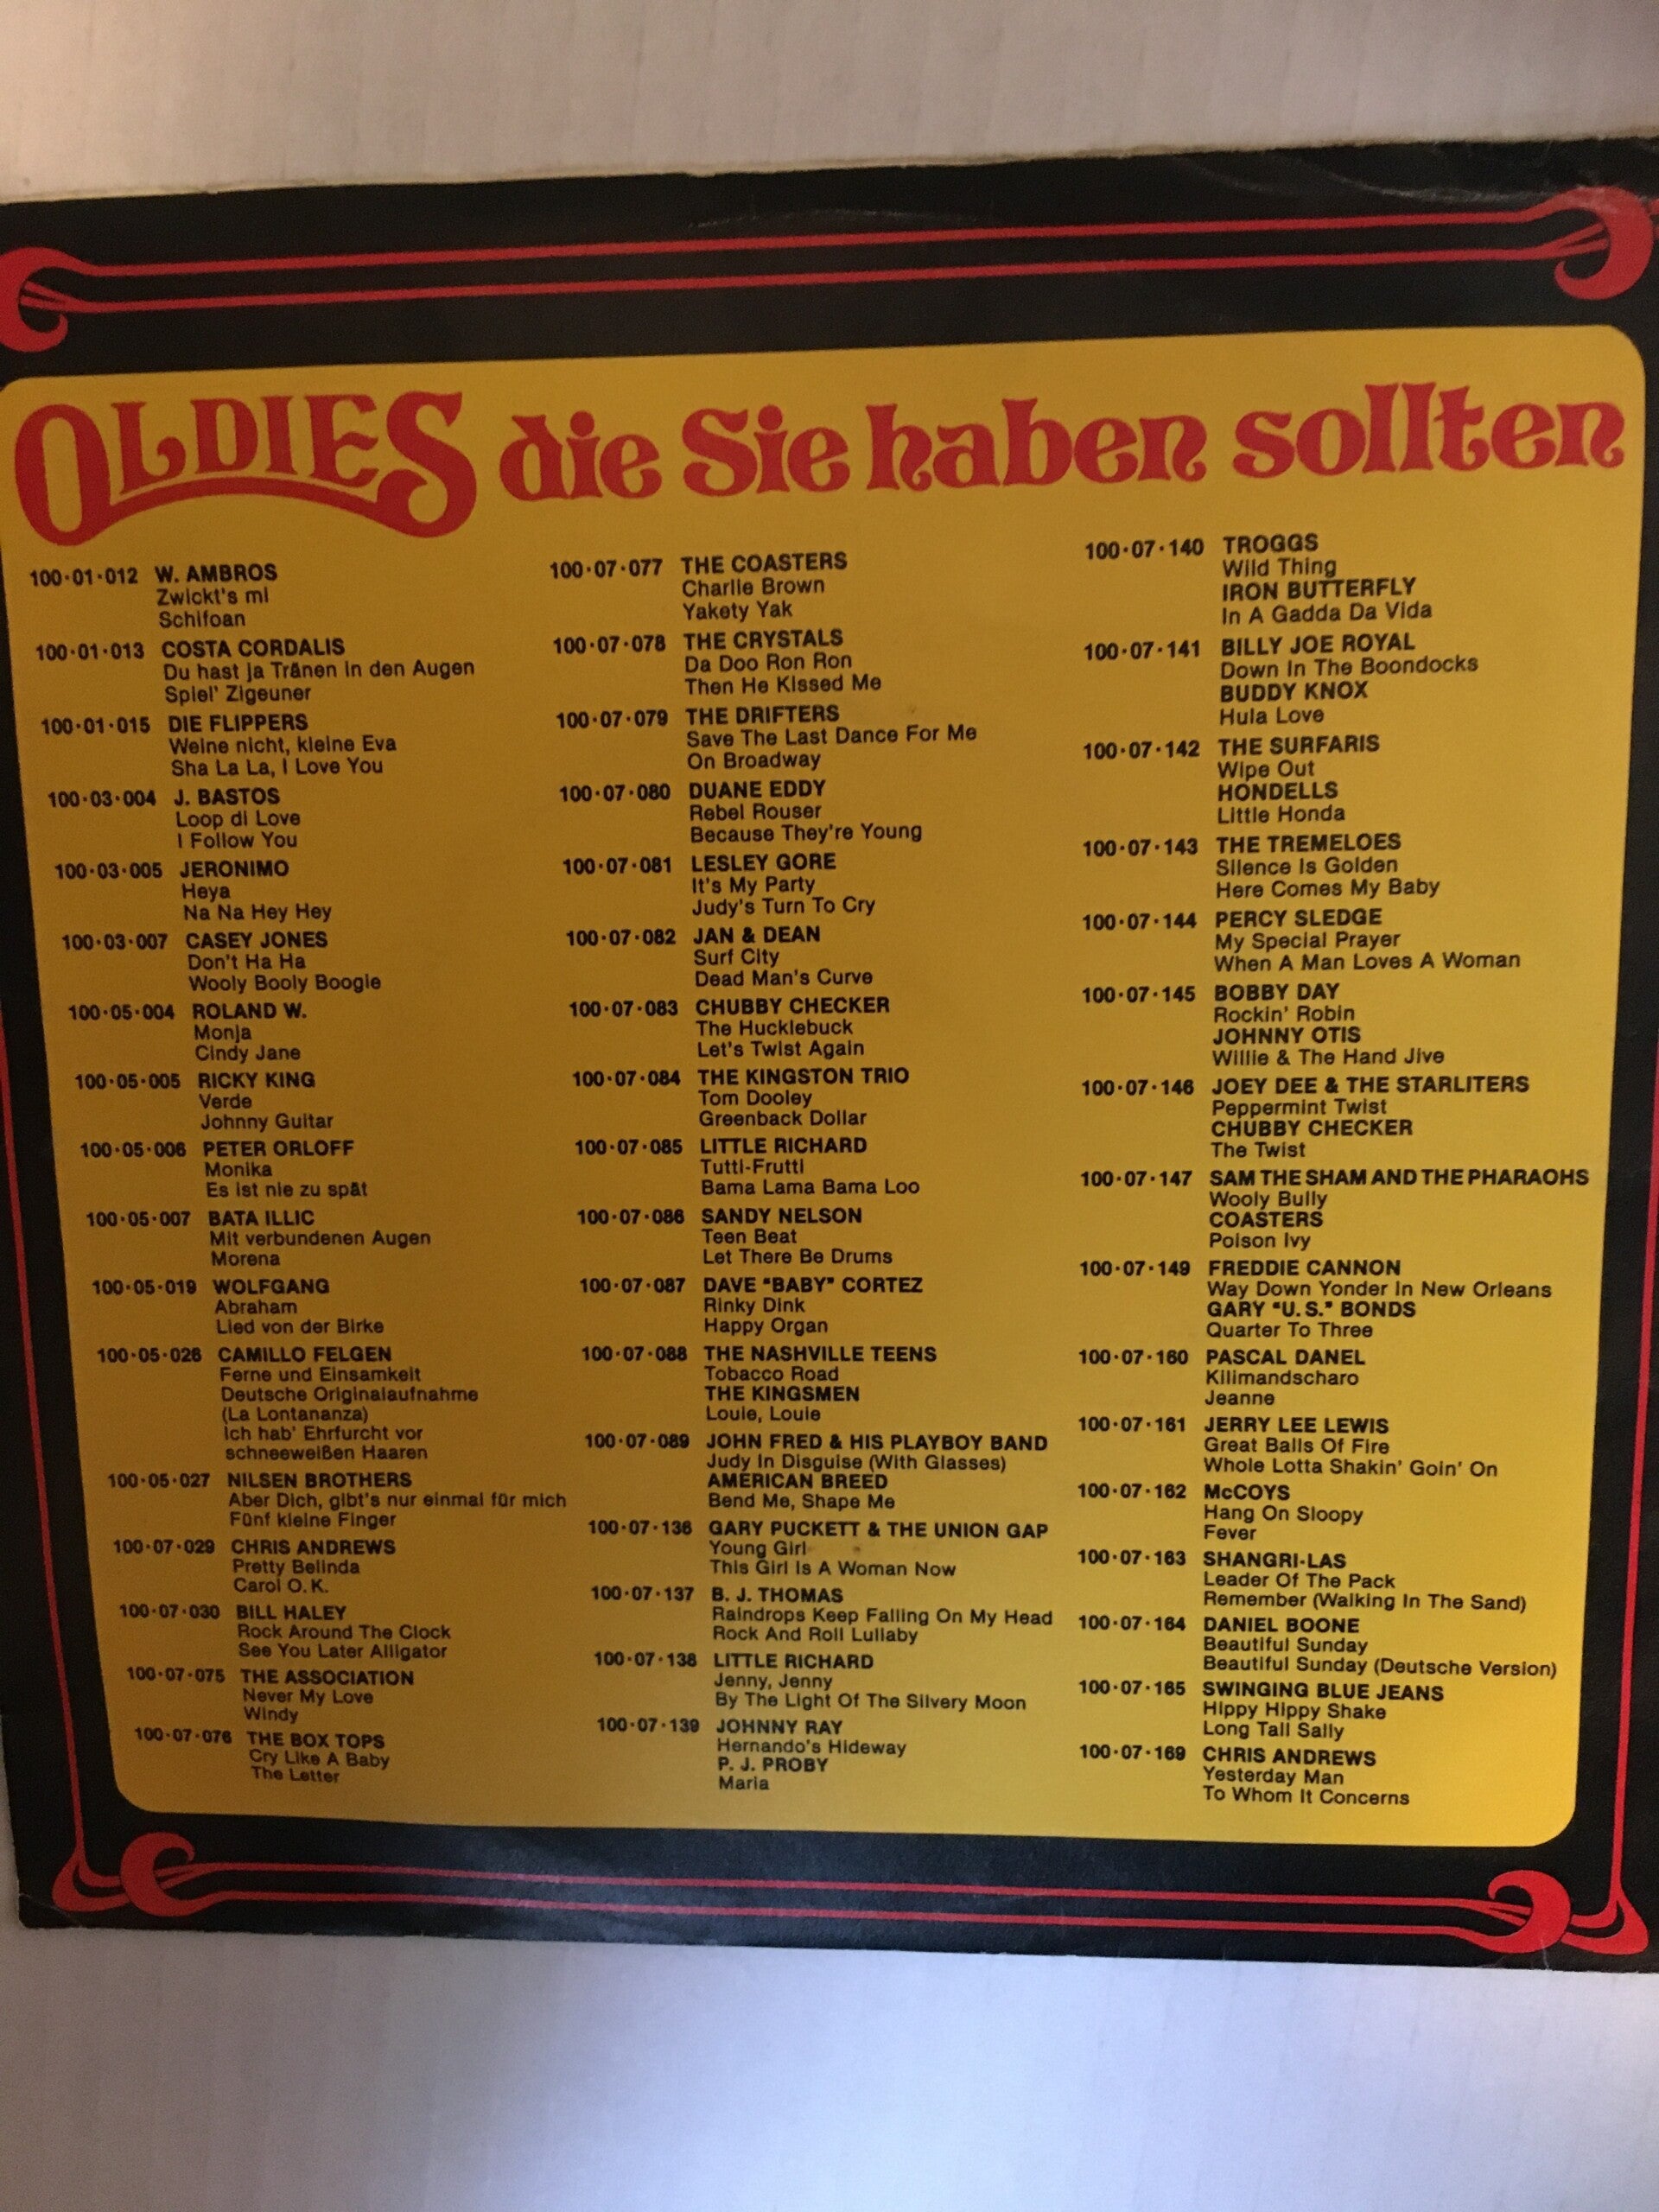 OLDIES die Sie haben sollten
100·01·012 W. AMBROS
Zwickt's mi
Schifoan
100·01·013 COSTA CORDALIS
Du hast ja Tränen in den Augen
Spiel' Zigeuner
100·01·015 DIE FLIPPERS
Weine nicht, kleine Eva
Sha La La, I Love You
100·03·004 J. BASTOS
Loop di Love
I Follow You
100·03·005 JERONIMO
Heya
Na Na Hey Hey
100·03·007 CASEY JONES
Don't Ha Ha
Wooly Booly Boogie
100·05·004 ROLAND W.
Monja
Cindy Jane
100·05·005 RICKY KING
Verde
Johnny Guitar
100·05·006 PETER ORLOFF
Monika
Es ist nie zu spät
100·05·007 BATA ILLIC
Mit verbundenen Augen
Morena
100·05·019 WOLFGANG
Abraham
Lied von der Birke
100·05·026 CAMILLO FELGEN
Ferne und Einsamkeit
Deutsche Originalaufnahme
(La Lontananza)
Ich hab' Ehrfurcht vor
schneeweißen Haaren
100·05·027 NILSEN BROTHERS
Aber Dich, gibt's nur einmal für mich
Fünf kleine Finger
100·07·029 CHRIS ANDREWS
Pretty Belinda
Carol O.K.
100·07·030 BILL HALEY
Rock Around The Clock
See You Later Alligator
100·07·075 THE ASSOCIATION
Never My Love
Windy
100·07·076 THE BOX TOPS
Cry Like A Baby
The Letter
100·07·077 THE COASTERS
Charlie Brown
Yakety Yak
100·07·078 THE CRYSTALS
Da Doo Ron Ron
Then He Kissed Me
100·07·079 THE DRIFTERS
Save The Last Dance For Me
On Broadway
100·07·080 DUANE EDDY
Rebel Rouser
Because They're Young
100·07·081 LESLEY GORE
It's My Party
Judy's Turn To Cry
100·07·082 JAN & DEAN
Surf City
Dead Man's Curve
100·07·083 CHUBBY CHECKER
The Hucklebuck
Let's Twist Again
100·07·084 THE KINGSTON TRIO
Tom Dooley
Greenback Dollar
100·07·085 LITTLE RICHARD
Tutti-Frutti
Bama Lama Bama Loo
100·07·086 SANDY NELSON
Teen Beat
Let There Be Drums
100·07·087 DAVE "BABY" CORTEZ
Rinky Dink
Happy Organ
100·07·088 THE NASHVILLE TEENS
Tobacco Road
THE KINGSMEN
Louie, Louie
100·07·089 JOHN FRED & HIS PLAYBOY BAND
Judy In Disguise (With Glasses)
AMERICAN BREED
Bend Me, Shape Me
100·07·136 GARY PUCKETT & THE UNION GAP
Young Girl
This Girl Is A Woman Now
100·07·137 B. J. THOMAS
Raindrops Keep Falling On My Head
Rock And Roll Lullaby
100·07·138 LITTLE RICHARD
Jenny, Jenny
By The Light Of The Silvery Moon
100·07·139 JOHNNY RAY
Hernando's Hideway
P. J. PROBY
Maria
100·07·140 TROGGS
Wild Thing
IRON BUTTERFLY
In A Gadda Da Vida
100·07·141 BILLY JOE ROYAL
Down In The Boondocks
BUDDY KNOX
Hula Love
100·07·142 THE SURFARIS
Wipe Out
HONDELLS
Little Honda
100·07·143 THE TREMELOES
Silence Is Golden
Here Comes My Baby
100·07·144 PERCY SLEDGE
My Special Prayer
When A Man Loves A Woman
100·07·145 BOBBY DAY
Rockin' Robin
JOHNNY OTIS
Willie & The Hand Jive
100·07·146 JOEY DEE & THE STARLITERS
Peppermint Twist
CHUBBY CHECKER
The Twist
100·07·147 SAM THE SHAM AND THE PHARAOHS
Wooly Bully
COASTERS
Poison Ivy
100·07·149 FREDDIE CANNON
Way Down Yonder In New Orleans
GARY "U.S." BONDS
Quarter To Three
100·07·160 PASCAL DANEL
Kilimandscharo
Jeanne
100·07·161 JERRY LEE LEWIS
Great Balls Of Fire
Whole Lotta Shakin' Goin' On
100·07·162 McCOYS
Hang On Sloopy
Fever
100·07·163 SHANGRI-LAS
Leader Of The Pack
Remember (Walking In The Sand)
100·07·164 DANIEL BOONE
Beautiful Sunday
Beautiful Sunday (Deutsche Version)
100·07·165 SWINGING BLUE JEANS
Hippy Hippy Shake
Long Tall Sally
100·07·169 CHRIS ANDREWS
Yesterday Man
To Whom It Concerns